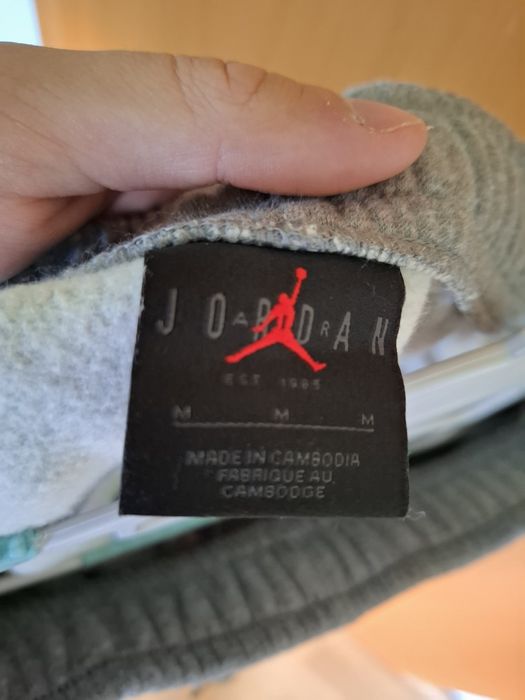 JORDAN
EST. 1985
M M M
MADE IN CAMBODIA
FABRIQUE AU
CAMBODGE